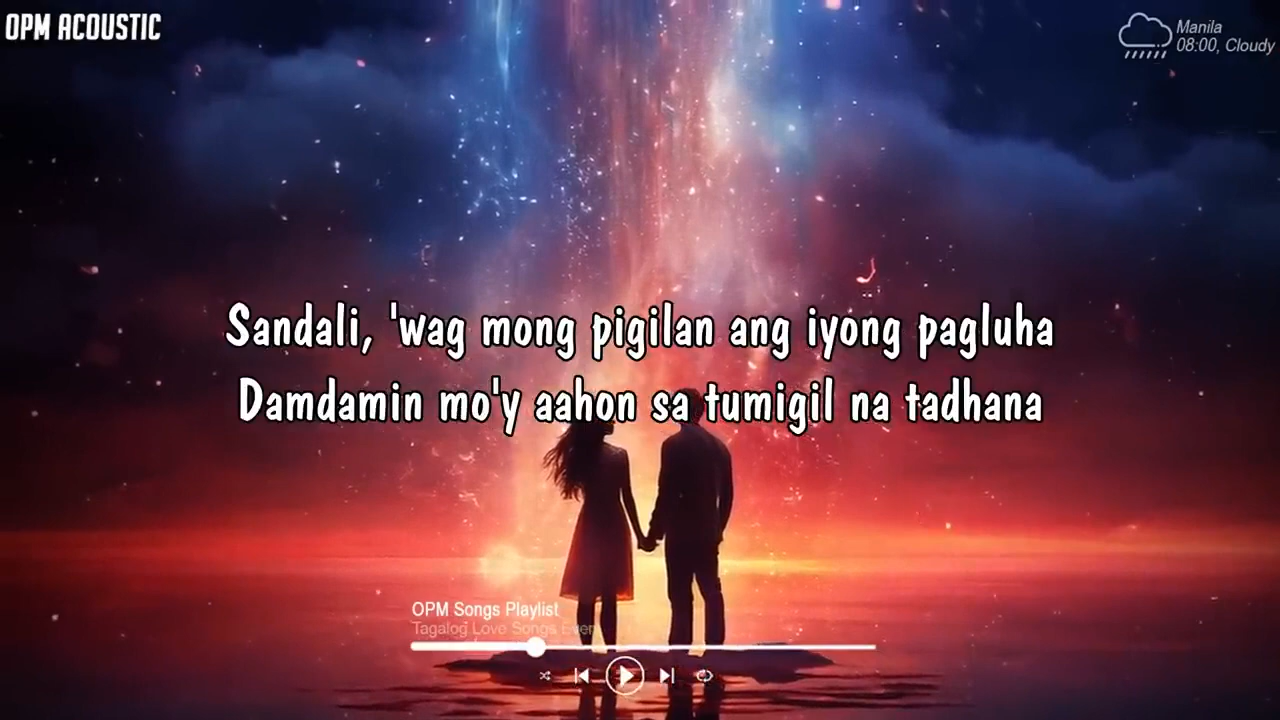 OPM ACOUSTIC
Manila
08:00, Cloudy
Sandali, 'wag mong pigilan ang iyong pagluha
Damdamin mo'y aahon sa tumigil na tadhana
OPM Songs Playlist
Tagalog Love Songs Ever